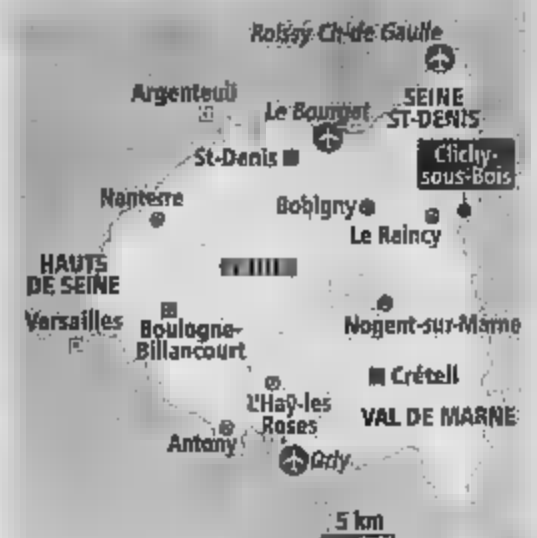 Roissy Ch-de Gaulle
Argenteuil
Le Bourget
SEINE
ST-DENIS
St-Denis
Clichy-
sous-Bois
Nanterre
Bobigny
Le Raincy
HAUTS
DE SEINE
Versailles
Boulogne-
Billancourt
Nogent-sur-Marne
Créteil
L'Haÿ-les
Roses
VAL DE MARNE
Antony
Orly
5 km